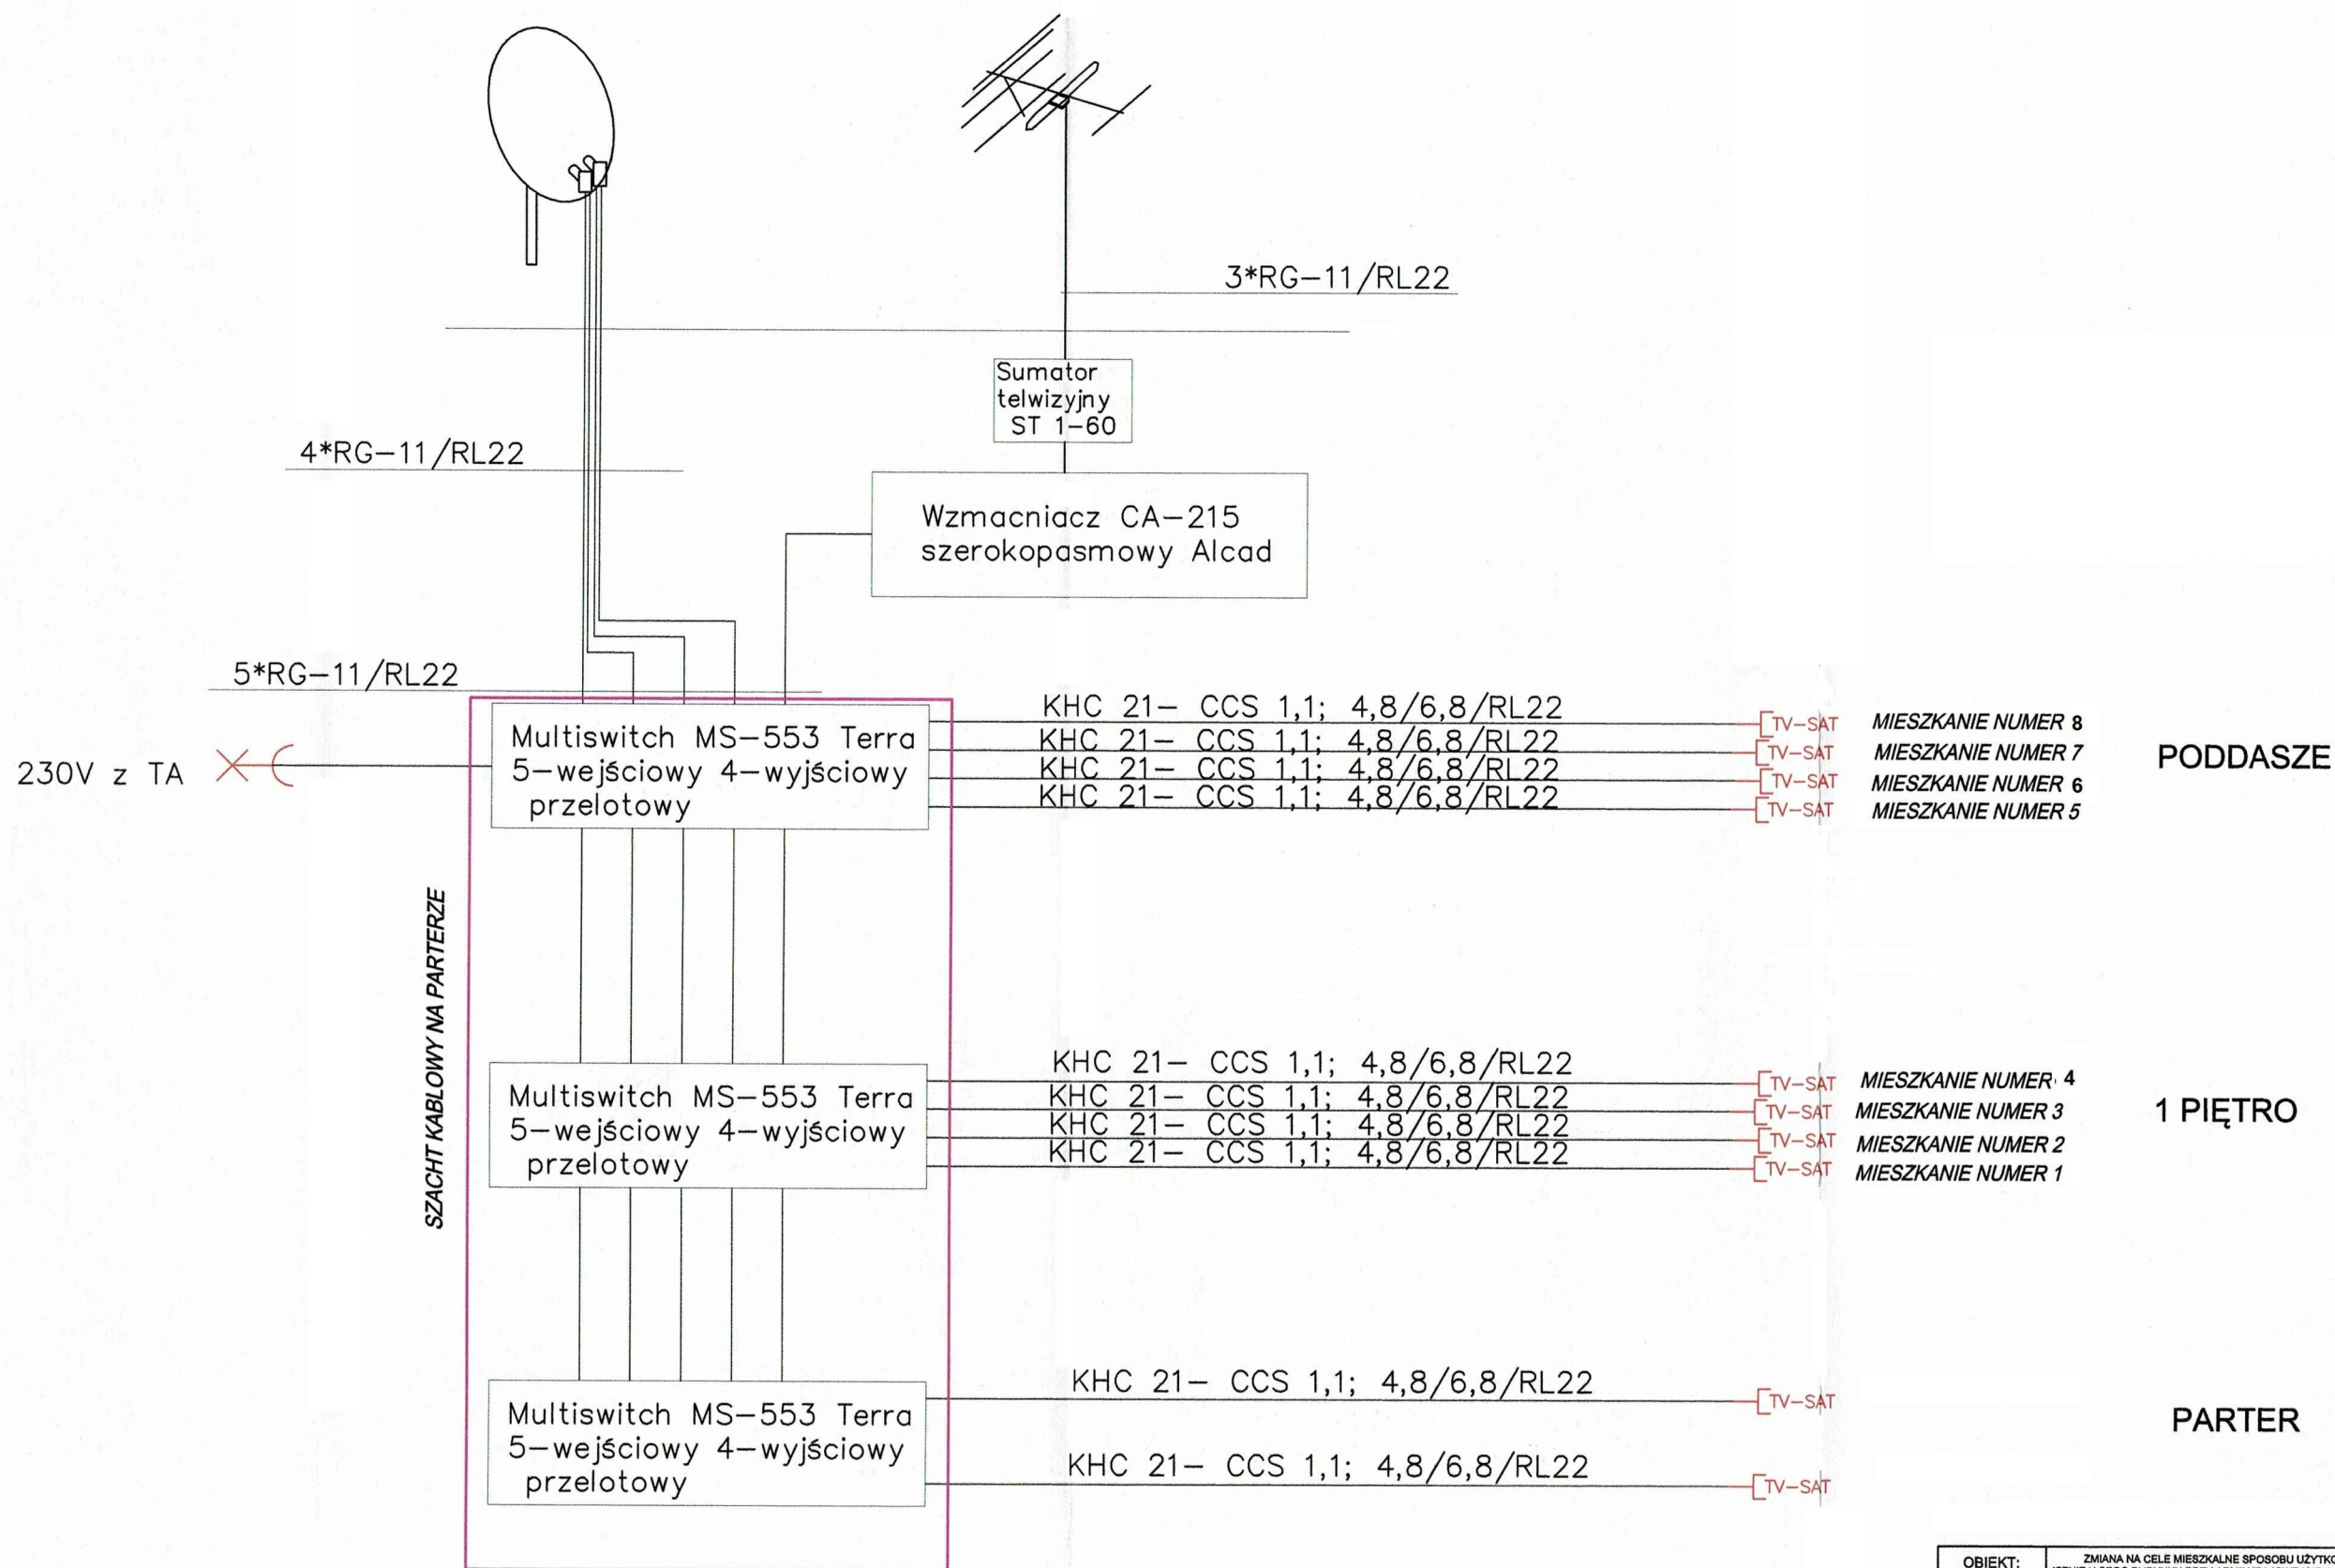 3*RG-11/RL22
Sumator
telwizyjny
ST 1-60
4*RG-11/RL22
Wzmacniacz CA-215
szerokopasmowy Alcad
5*RG-11/RL22
230V z TA
Multiswitch MS-553 Terra
5-wejściowy 4-wyjściowy
przelotowy
KHC 21- CCS 1,1; 4,8/6,8/RL22
TV-SAT
MIESZKANIE NUMER 8
KHC 21- CCS 1,1; 4,8/6,8/RL22
TV-SAT
MIESZKANIE NUMER 7
KHC 21- CCS 1,1; 4,8/6,8/RL22
TV-SAT
MIESZKANIE NUMER 6
KHC 21- CCS 1,1; 4,8/6,8/RL22
TV-SAT
MIESZKANIE NUMER 5
PODDASZE
SZACHT KABLOWY NA PARTERZE
Multiswitch MS-553 Terra
5-wejściowy 4-wyjściowy
przelotowy
KHC 21- CCS 1,1; 4,8/6,8/RL22
TV-SAT
MIESZKANIE NUMER 4
KHC 21- CCS 1,1; 4,8/6,8/RL22
TV-SAT
MIESZKANIE NUMER 3
KHC 21- CCS 1,1; 4,8/6,8/RL22
TV-SAT
MIESZKANIE NUMER 2
KHC 21- CCS 1,1; 4,8/6,8/RL22
TV-SAT
MIESZKANIE NUMER 1
1 PIĘTRO
Multiswitch MS-553 Terra
5-wejściowy 4-wyjściowy
przelotowy
KHC 21- CCS 1,1; 4,8/6,8/RL22
TV-SAT
KHC 21- CCS 1,1; 4,8/6,8/RL22
TV-SAT
PARTER
OBIEKT:
ZMIANA NA CELE MIESZKALNE SPOSOBU